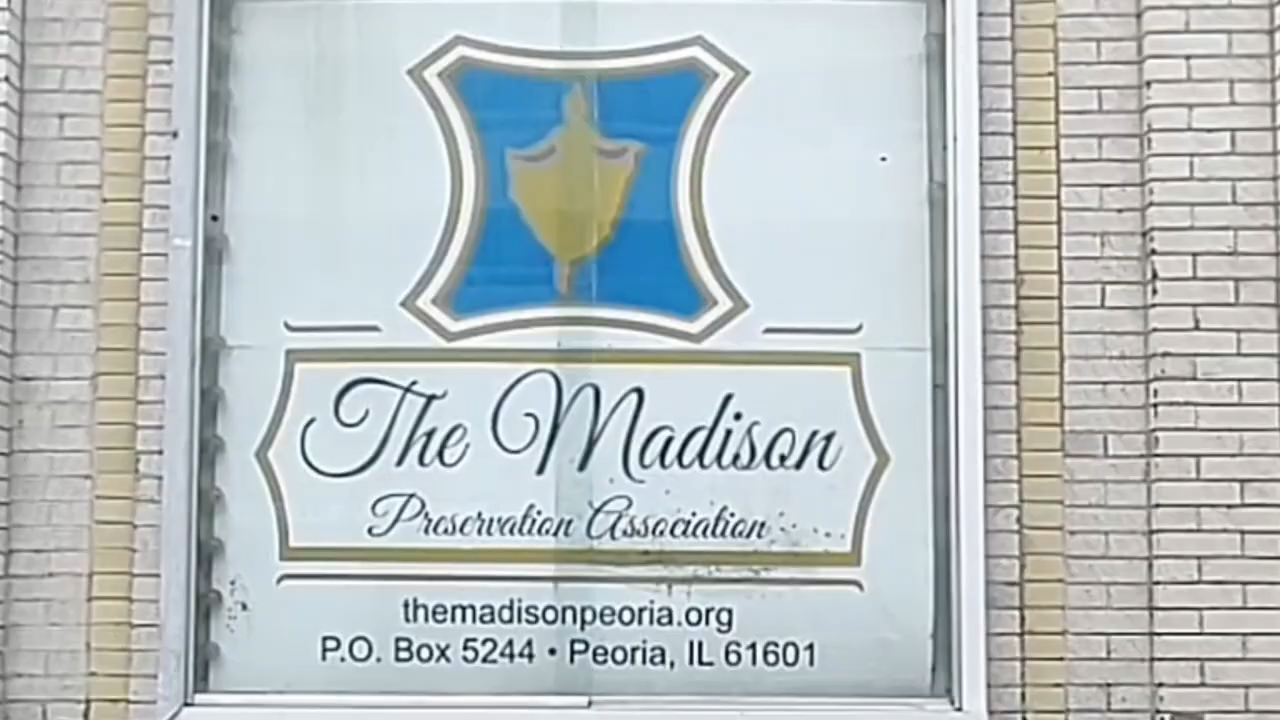 The Madison
Preservation Association
themadisonpeoria.org
P.O. Box 5244 • Peoria, IL 61601